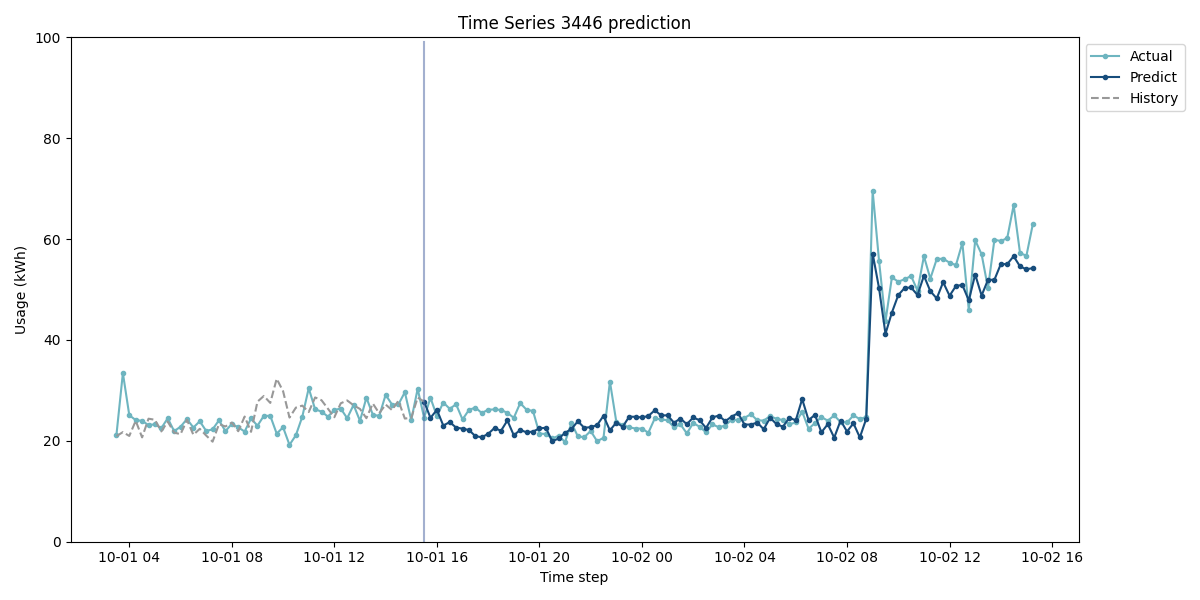 Time Series 3446 prediction
100
80
60
40
20
0
Usage (kWh)
10-01 04
10-01 08
10-01 12
10-01 16
10-01 20
10-02 00
10-02 04
10-02 08
10-02 12
10-02 16
Time step
Actual
Predict
History